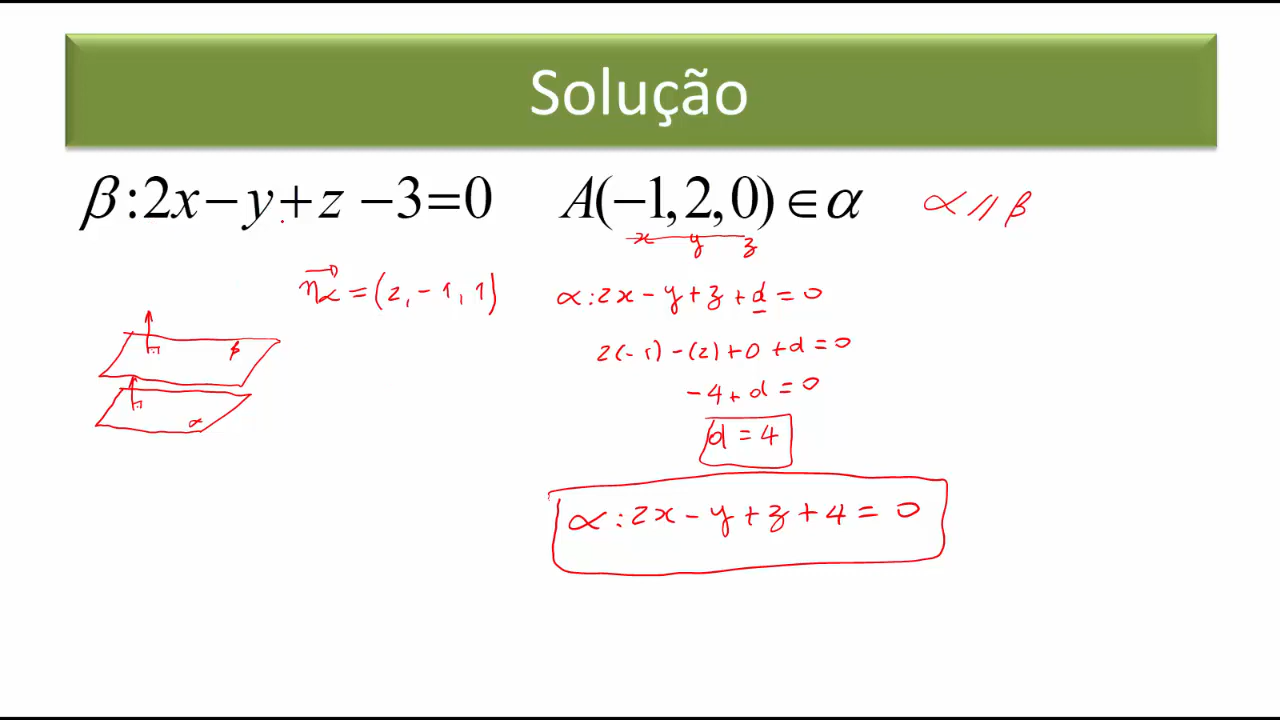 Solução
β:2x−y+z−3=0 A(−1,2,0)∈α α // β
x y z
n⃗α = (2,−1,1) α:2x−y+z+d=0
2(−1)−(2)+0+d=0
β
−4+d=0
α
d=4
α:2x−y+z+4=0